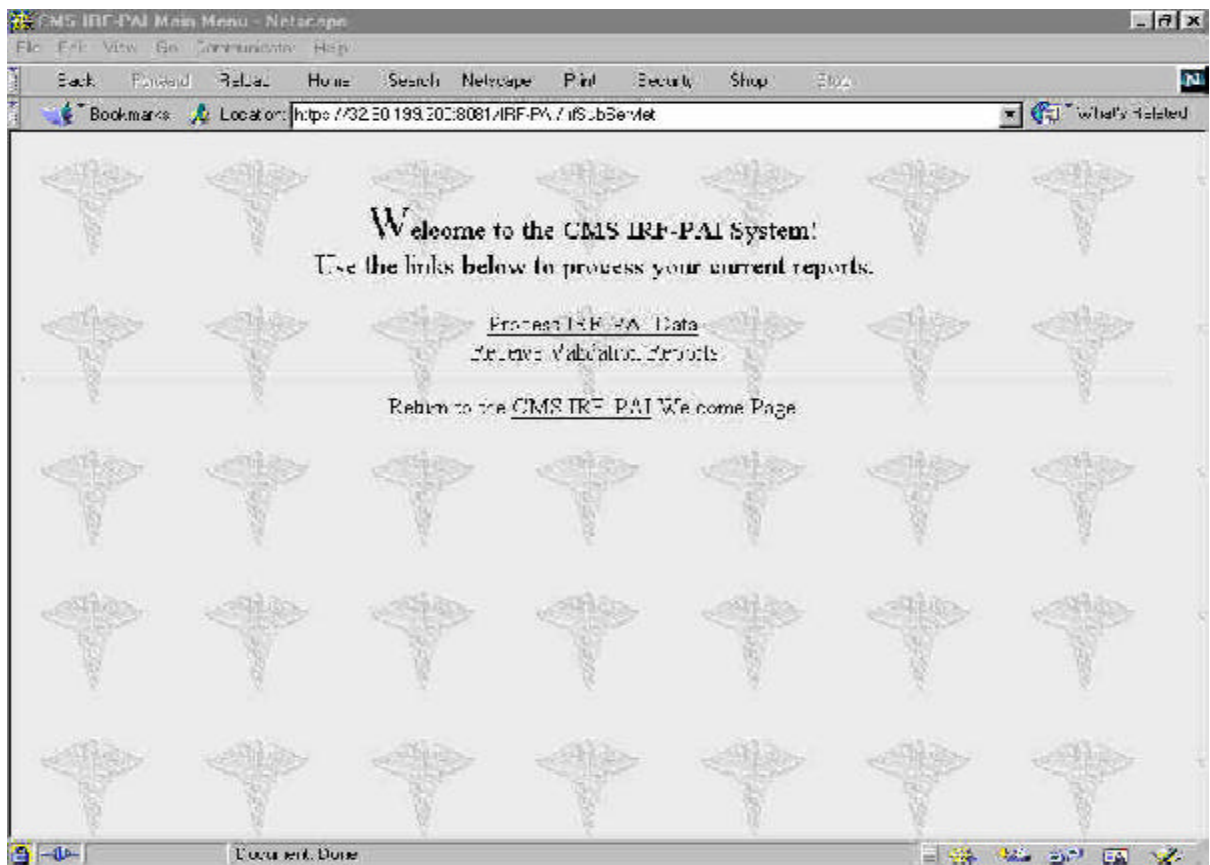 CMS IRF-PAI Main Menu - Netscape
File Edit View Go Communicator Help
Back Forward Reload Home Search Netscape Print Security Shop Stop
Bookmarks Location: What's Related
Welcome to the CMS IRF-PAI System!
Use the links below to process your current reports.
Process IRF-PAI Data
Receive Validation Reports
Return to the CMS IRF-PAI Welcome Page
Document: Done